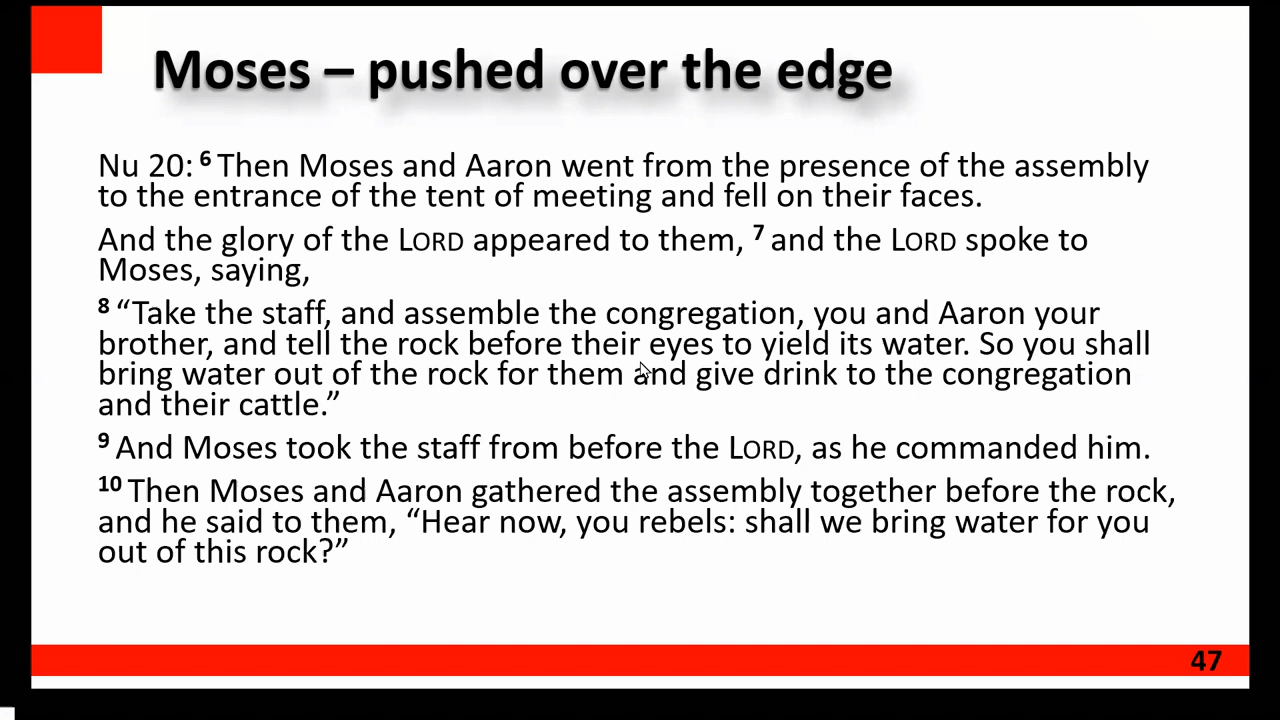 Moses – pushed over the edge
Nu 20: 6 Then Moses and Aaron went from the presence of the assembly
to the entrance of the tent of meeting and fell on their faces.
And the glory of the LORD appeared to them, 7 and the LORD spoke to
Moses, saying,
8 “Take the staff, and assemble the congregation, you and Aaron your
brother, and tell the rock before their eyes to yield its water. So you shall
bring water out of the rock for them and give drink to the congregation
and their cattle.”
9 And Moses took the staff from before the LORD, as he commanded him.
10 Then Moses and Aaron gathered the assembly together before the rock,
and he said to them, “Hear now, you rebels: shall we bring water for you
out of this rock?”
47